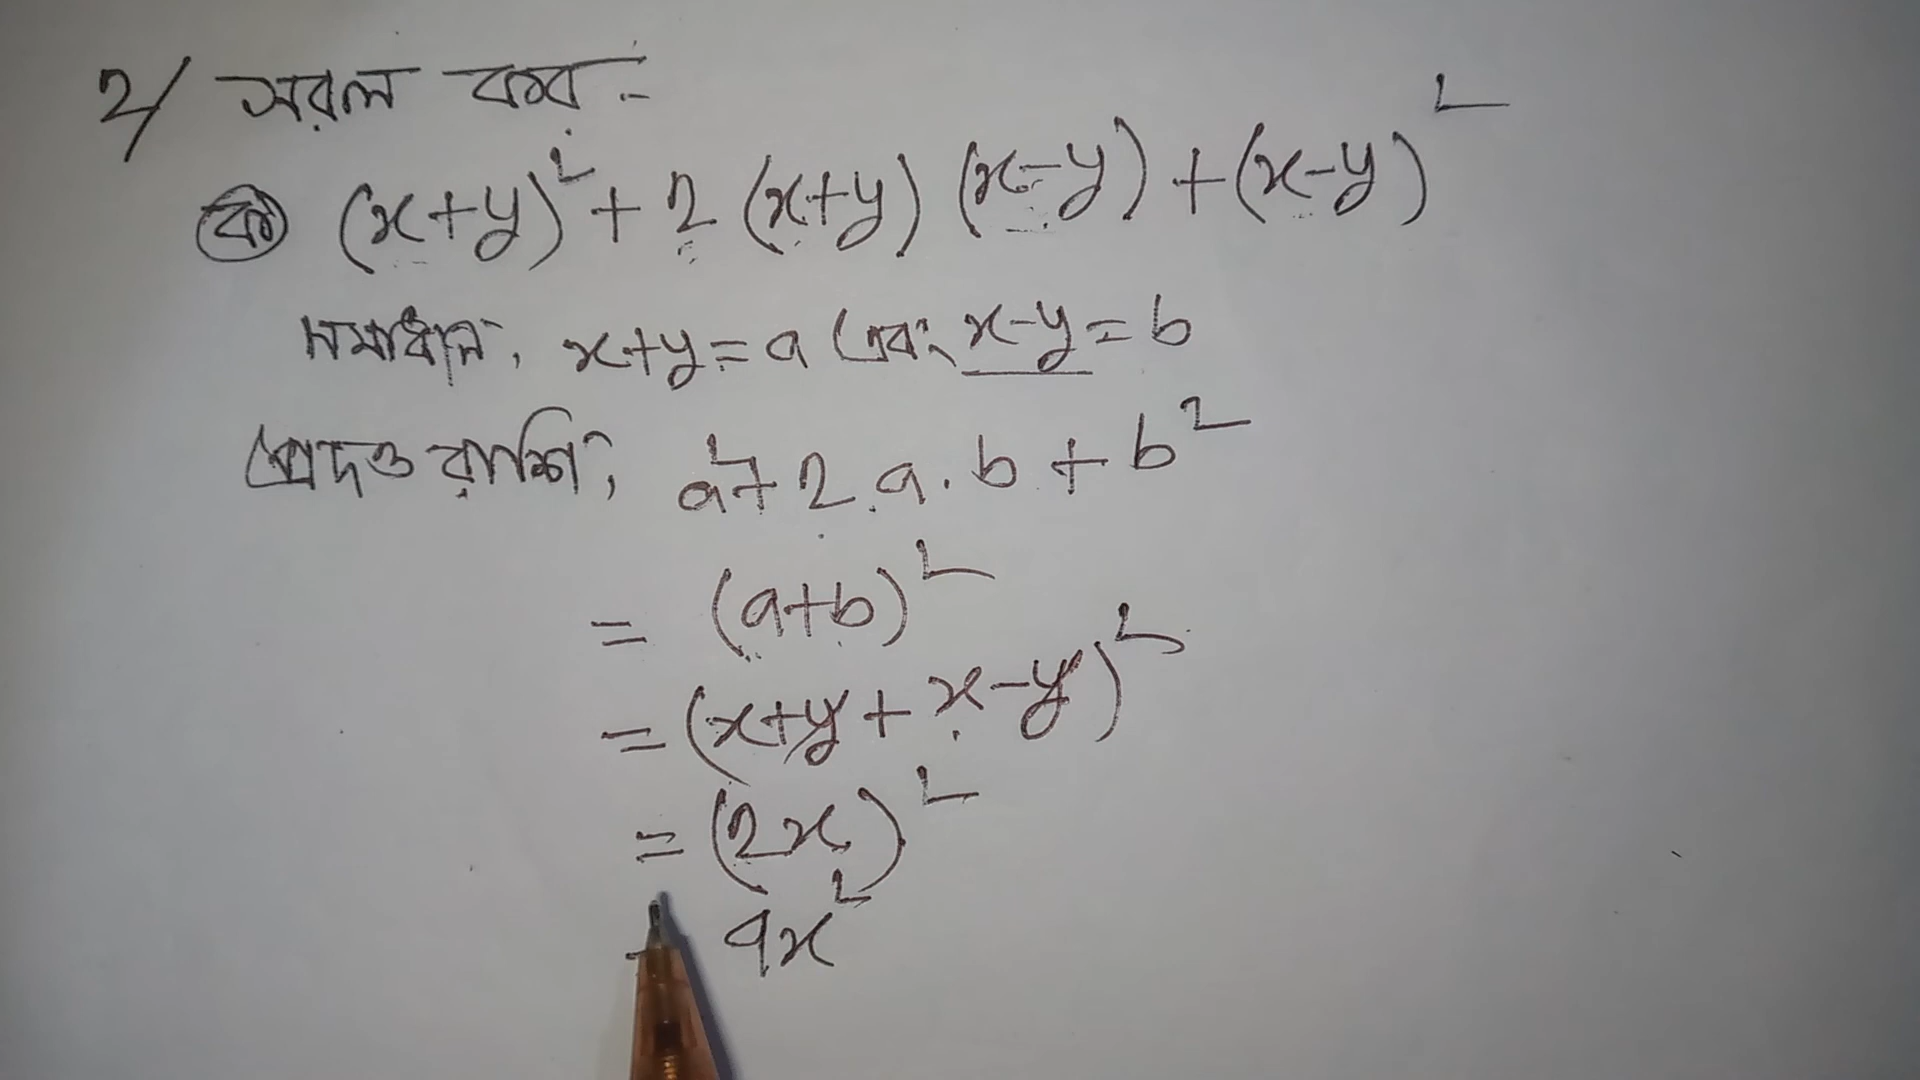 ২/ সরল কর :-
ক (x+y)² + 2 (x+y) (x-y) + (x-y)²
সমাধান, x+y = a এবং x-y = b
প্রদত্ত রাশি, a² + 2.a.b + b²
= (a+b)²
= (x+y + x-y)²
= (2x)²
= 4x²